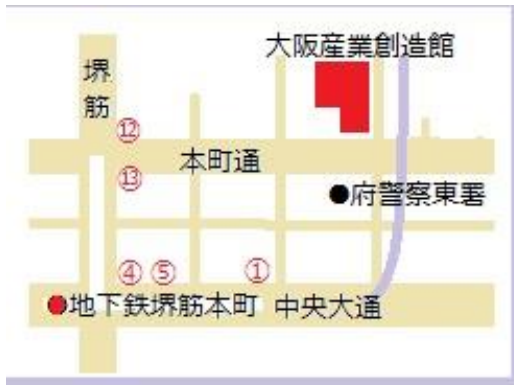 大阪産業創造館
堺筋
⑫
本町通
⑬
●府警察東署
④ ⑤ ①
●地下鉄堺筋本町 中央大通